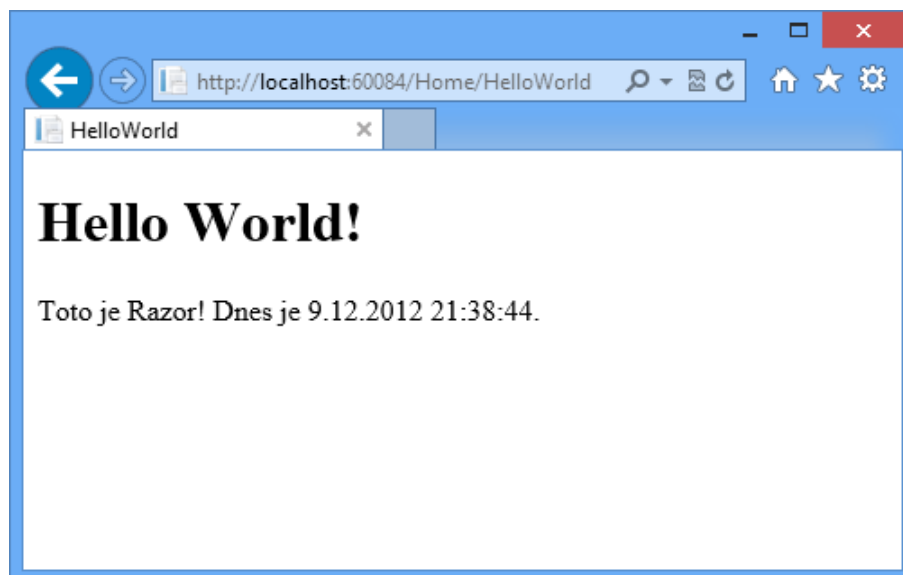 http://localhost:60084/Home/HelloWorld
HelloWorld
Hello World!
Toto je Razor! Dnes je 9.12.2012 21:38:44.